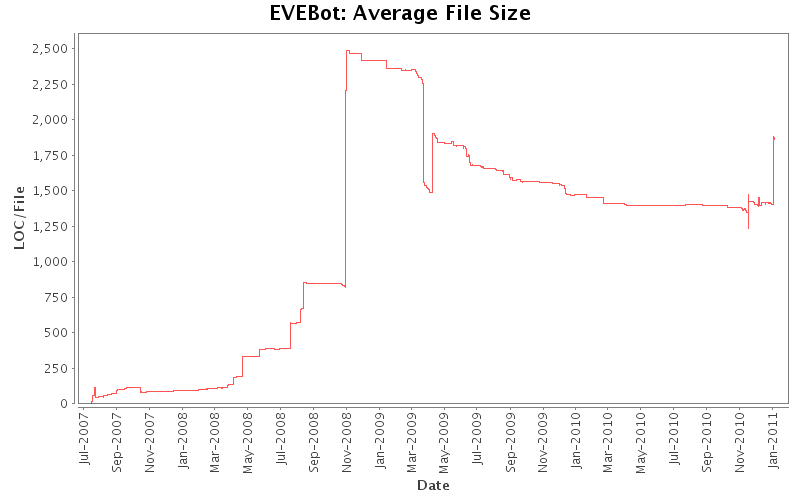 EVEBot: Average File Size
LOC/File
2,500
2,250
2,000
1,750
1,500
1,250
1,000
750
500
250
0
Jul-2007
Sep-2007
Nov-2007
Jan-2008
Mar-2008
May-2008
Jul-2008
Sep-2008
Nov-2008
Jan-2009
Mar-2009
May-2009
Jul-2009
Sep-2009
Nov-2009
Jan-2010
Mar-2010
May-2010
Jul-2010
Sep-2010
Nov-2010
Jan-2011
Date